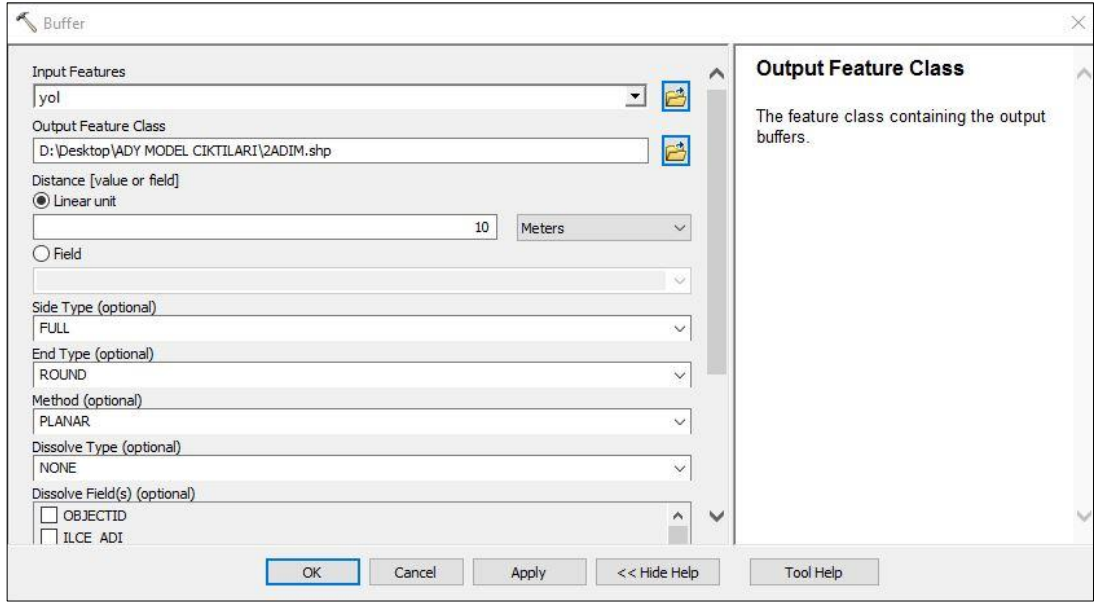 Buffer
Input Features
yol
Output Feature Class
D:\Desktop\ADY MODEL CIKTILARI\2ADIM.shp
Distance [value or field]
Linear unit
10 Meters
Field
Side Type (optional)
FULL
End Type (optional)
ROUND
Method (optional)
PLANAR
Dissolve Type (optional)
NONE
Dissolve Field(s) (optional)
OBJECTID
ILCE_ADI
OK Cancel Apply << Hide Help Tool Help
Output Feature Class
The feature class containing the output
buffers.